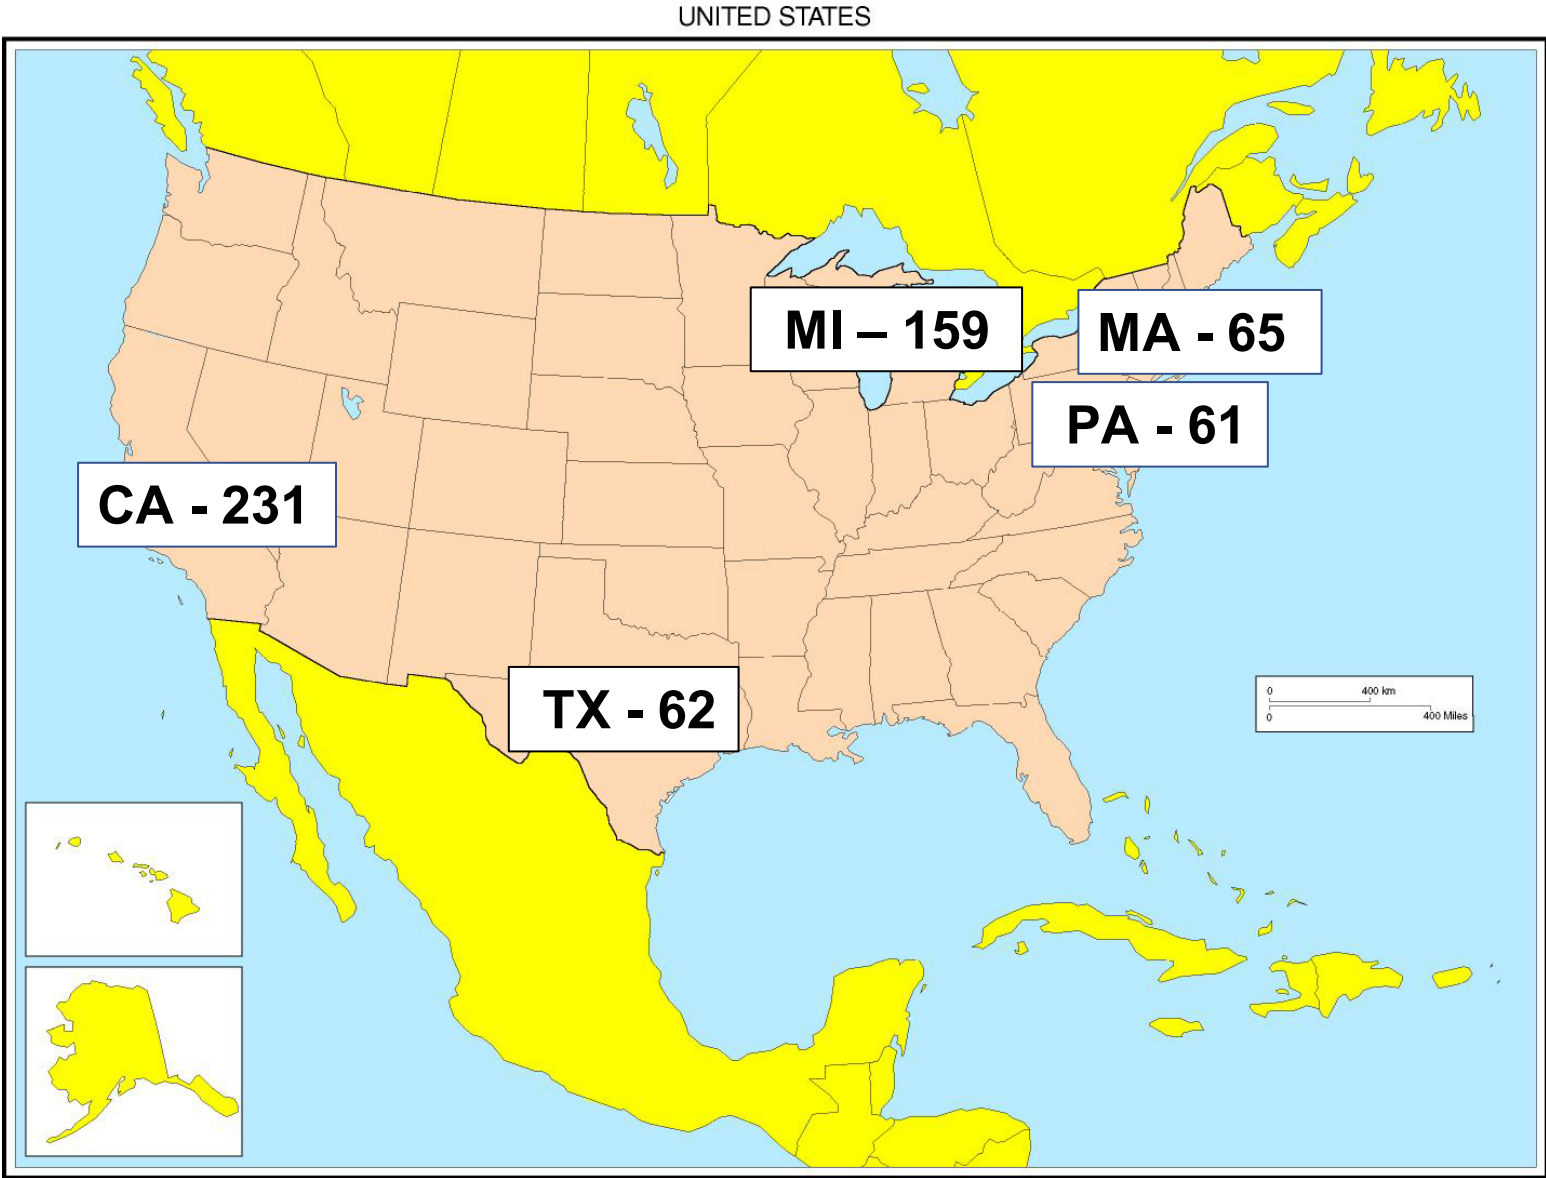 UNITED STATES
MI – 159
MA - 65
PA - 61
CA - 231
TX - 62
0 400 km
0 400 Miles